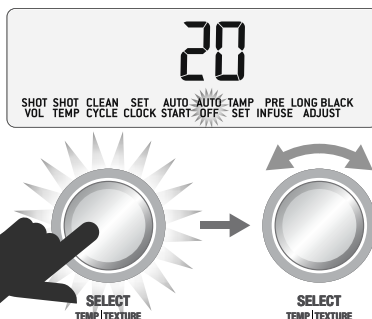 20
SHOT SHOT CLEAN SET AUTO AUTO TAMP PRE LONG BLACK
VOL TEMP CYCLE CLOCK START OFF SET INFUSE ADJUST
SELECT SELECT
TEMP|TEXTURE TEMP|TEXTURE